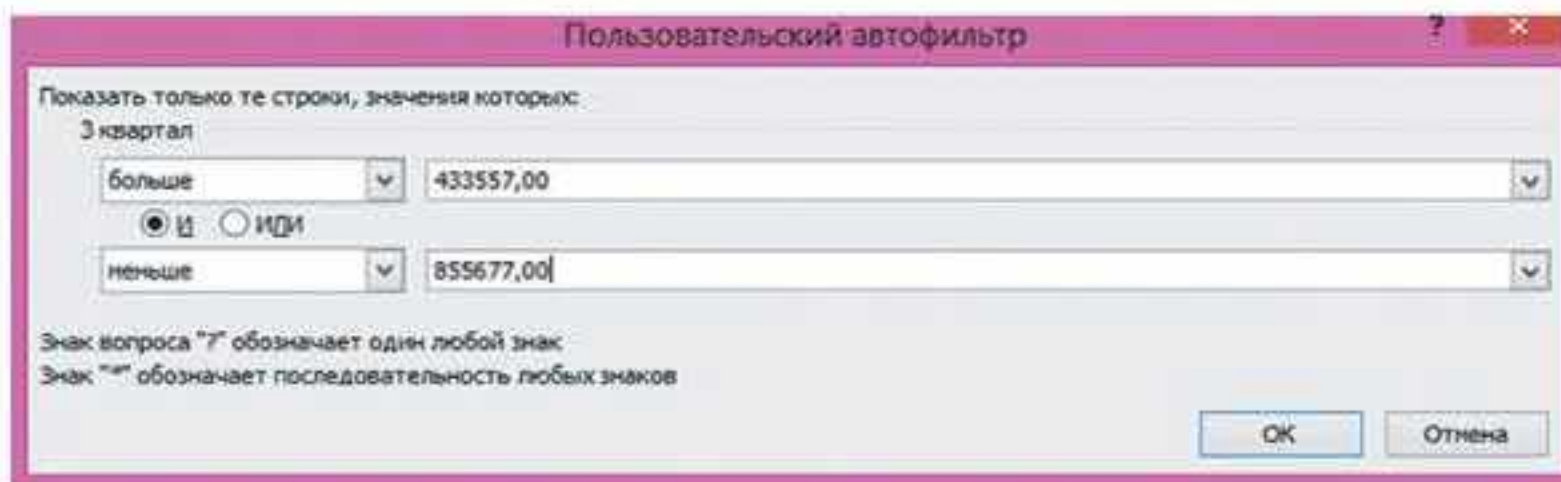 Пользовательский автофильтр ?
Показать только те строки, значения которых:
3 квартал
больше 433557,00
И ИЛИ
меньше 855677,00
Знак вопроса "?" обозначает один любой знак
Знак "*" обозначает последовательность любых знаков
ОК Отмена